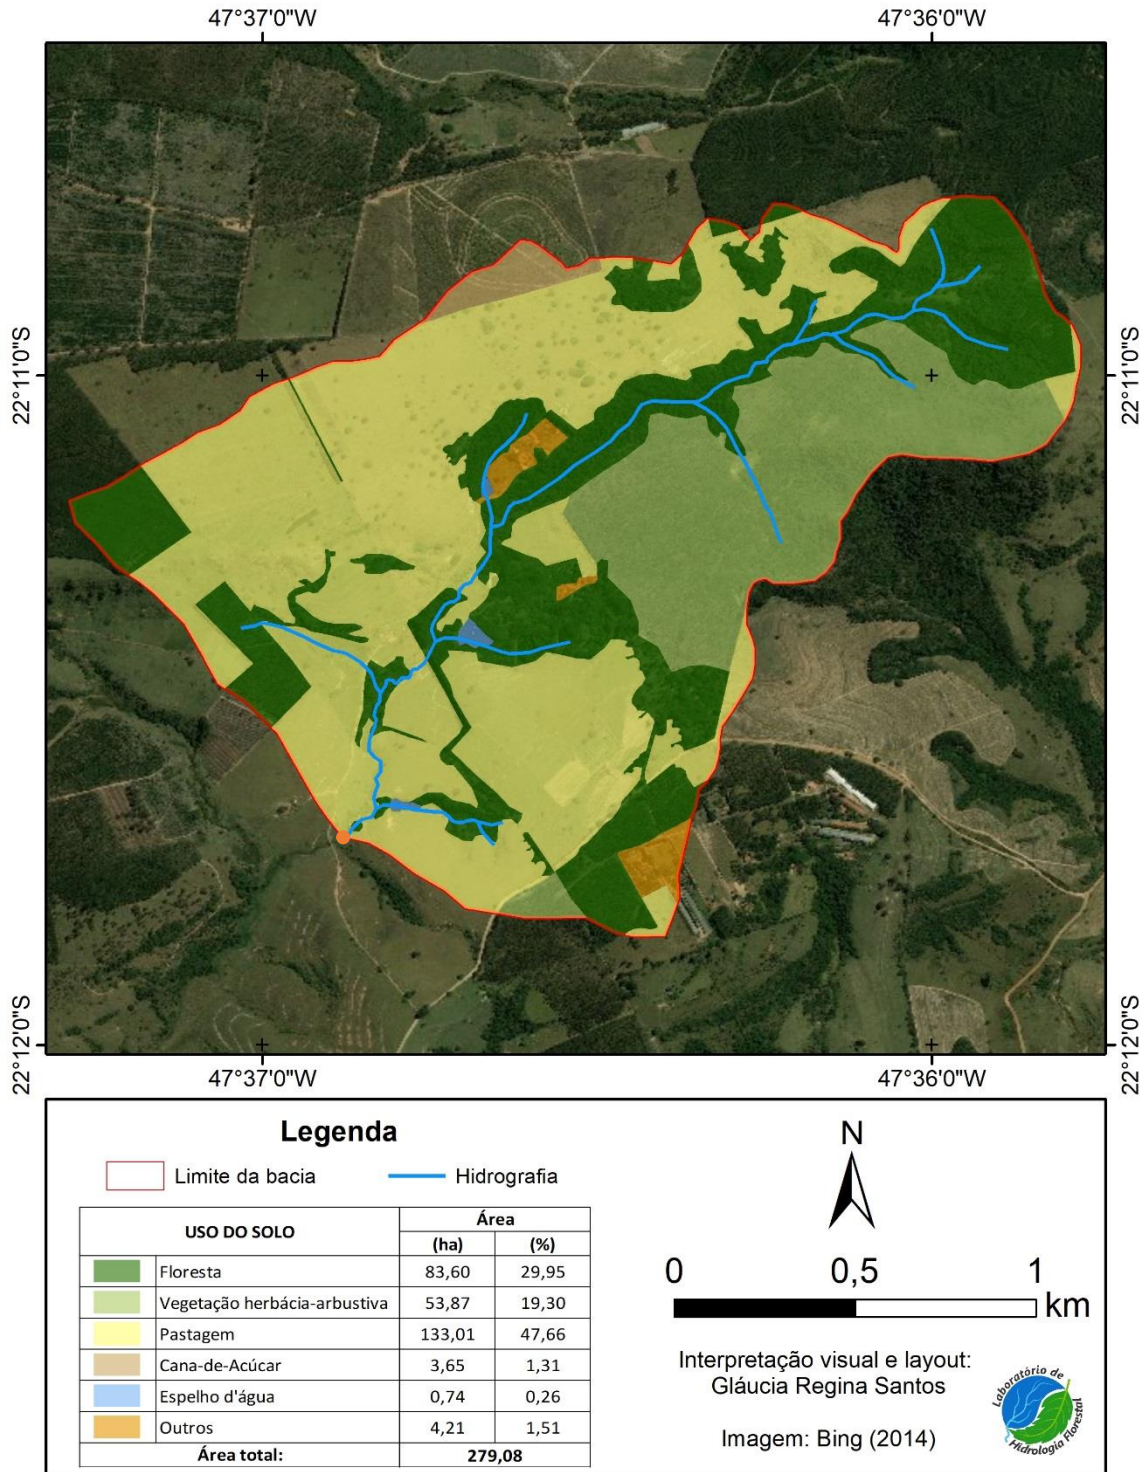 47°37'0"W 47°36'0"W
22°11'0"S 22°11'0"S
22°12'0"S 22°12'0"S
47°37'0"W 47°36'0"W
Legenda
Limite da bacia Hidrografia
USO DO SOLO Área
(ha) (%)
Floresta 83,60 29,95
Vegetação herbácia-arbustiva 53,87 19,30
Pastagem 133,01 47,66
Cana-de-Acúcar 3,65 1,31
Espelho d'água 0,74 0,26
Outros 4,21 1,51
Área total: 279,08
N
0 0,5 1
km
Interpretação visual e layout:
Gláucia Regina Santos
Imagem: Bing (2014)
Laboratório de
Hidrologia Florestal